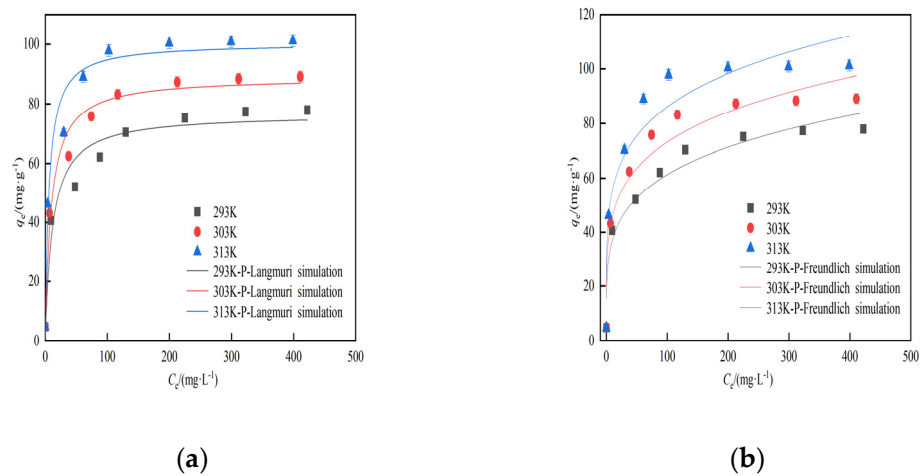 100
80
60
40
20
0
q_e/(mg·g⁻¹)
293K
303K
313K
293K-P-Langmuri simulation
303K-P-Langmuri simulation
313K-P-Langmuri simulation
0 100 200 300 400 500
C_e/(mg·L⁻¹)
(a)
120
100
80
60
40
20
0
q_e/(mg·g⁻¹)
293K
303K
313K
293K-P-Freundlich simulation
303K-P-Freundlich simulation
313K-P-Freundlich simulation
0 100 200 300 400 500
C_e/(mg·L⁻¹)
(b)